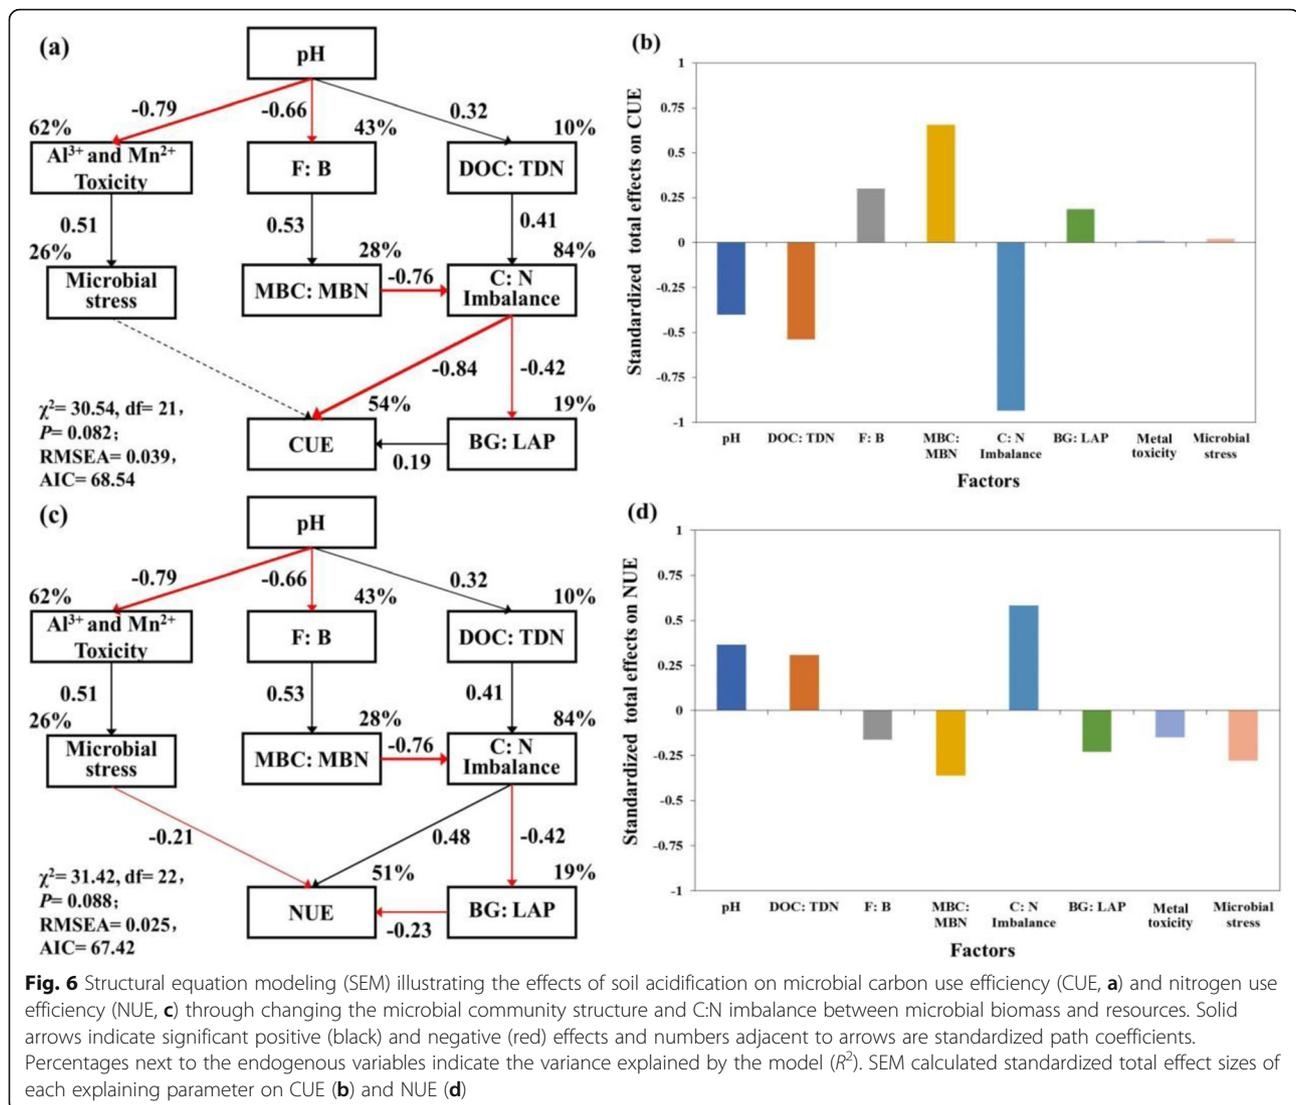 (a)
pH
-0.79
-0.66
0.32
62%
43%
10%
Al³⁺ and Mn²⁺
Toxicity
F: B
DOC: TDN
0.51
0.53
0.41
26%
28%
84%
Microbial
stress
MBC: MBN
-0.76
C: N
Imbalance
-0.84
-0.42
54%
19%
CUE
BG: LAP
0.19
χ²= 30.54, df= 21,
P= 0.082;
RMSEA= 0.039,
AIC= 68.54
(b)
Standardized total effects on CUE
1
0.75
0.5
0.25
0
-0.25
-0.5
-0.75
-1
pH
DOC: TDN
F: B
MBC:
MBN
C: N
Imbalance
BG: LAP
Metal
toxicity
Microbial
stress
Factors
(c)
pH
-0.79
-0.66
0.32
62%
43%
10%
Al³⁺ and Mn²⁺
Toxicity
F: B
DOC: TDN
0.51
0.53
0.41
26%
28%
84%
Microbial
stress
MBC: MBN
-0.76
C: N
Imbalance
-0.21
0.48
-0.42
51%
19%
NUE
BG: LAP
-0.23
χ²= 31.42, df= 22,
P= 0.088;
RMSEA= 0.025,
AIC= 67.42
(d)
Standardized total effects on NUE
1
0.75
0.5
0.25
0
-0.25
-0.5
-0.75
-1
pH
DOC: TDN
F: B
MBC:
MBN
C: N
Imbalance
BG: LAP
Metal
toxicity
Microbial
stress
Factors
Fig. 6 Structural equation modeling (SEM) illustrating the effects of soil acidification on microbial carbon use efficiency (CUE, a) and nitrogen use
efficiency (NUE, c) through changing the microbial community structure and C:N imbalance between microbial biomass and resources. Solid
arrows indicate significant positive (black) and negative (red) effects and numbers adjacent to arrows are standardized path coefficients.
Percentages next to the endogenous variables indicate the variance explained by the model (R²). SEM calculated standardized total effect sizes of
each explaining parameter on CUE (b) and NUE (d)